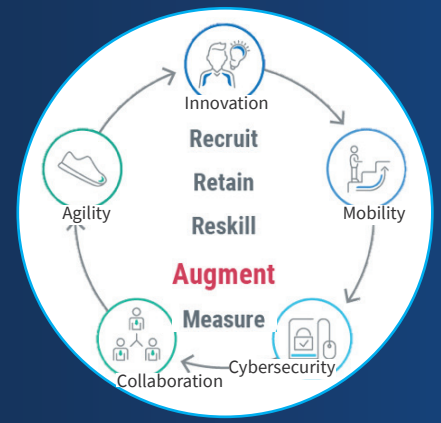 Innovation
Recruit
Retain
Agility
Mobility
Reskill
Augment
Measure
Cybersecurity
Collaboration